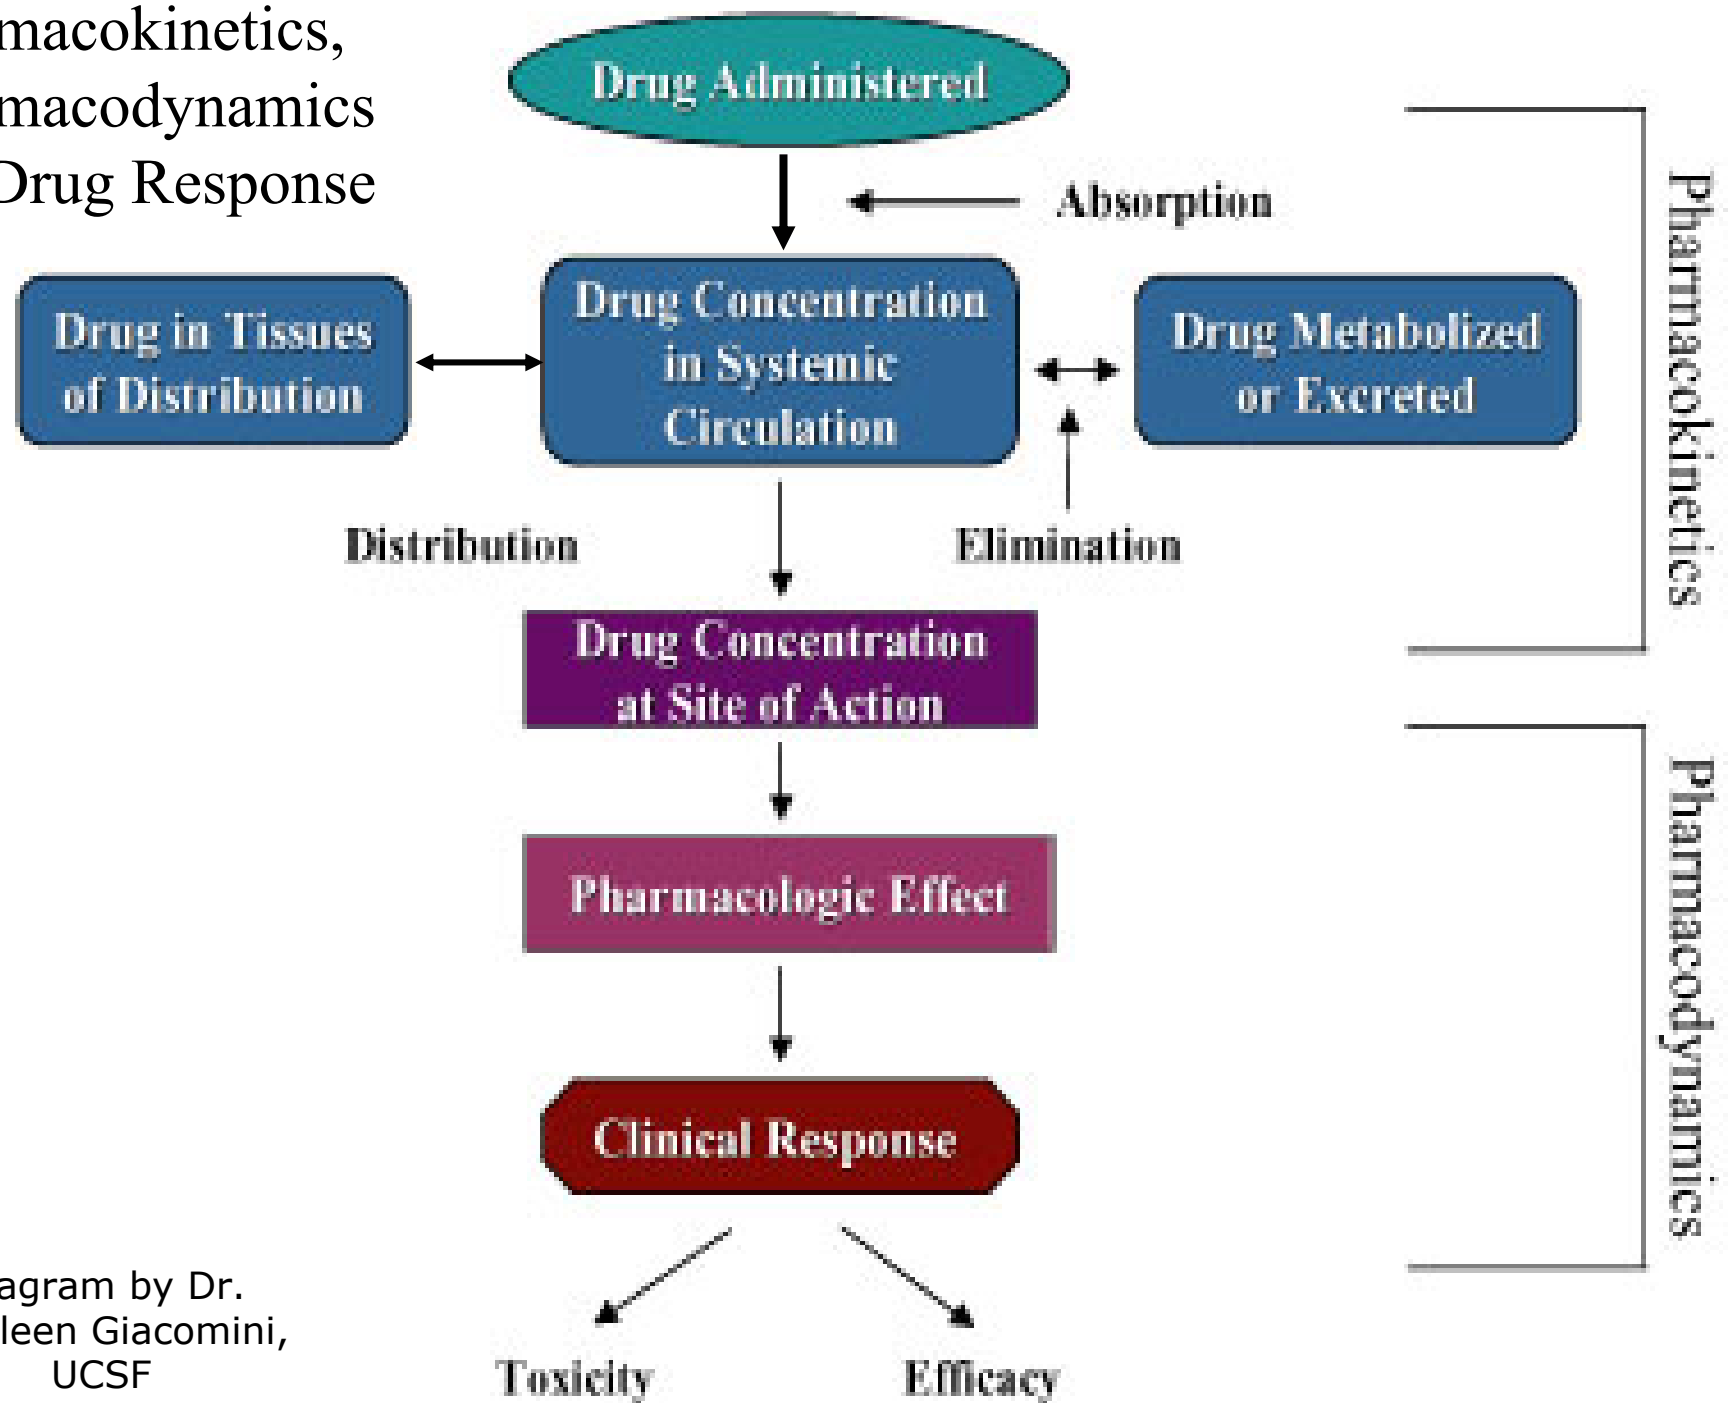 macokinetics,
macodynamics
Drug Response
Drug Administered
Absorption
Drug in Tissues
of Distribution
Drug Concentration
in Systemic
Circulation
Drug Metabolized
or Excreted
Distribution
Elimination
Drug Concentration
at Site of Action
Pharmacologic Effect
Clinical Response
Toxicity
Efficacy
Pharmacokinetics
Pharmacodynamics
agram by Dr.
leen Giacomini,
UCSF